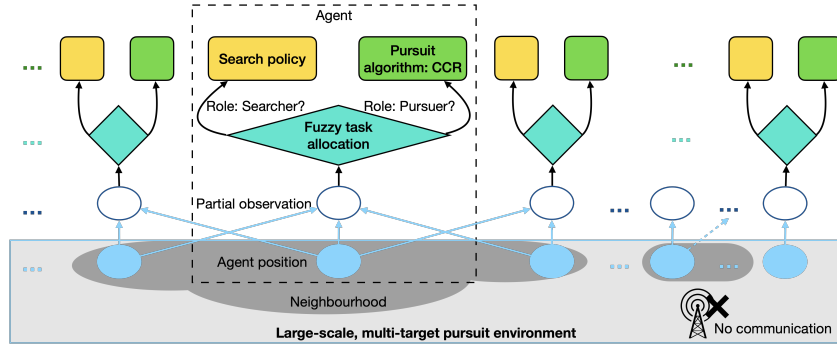 Agent
Search policy
Pursuit
algorithm: CCR
Role: Searcher?
Role: Pursuer?
Fuzzy task
allocation
Partial observation
Agent position
Neighbourhood
No communication
Large-scale, multi-target pursuit environment